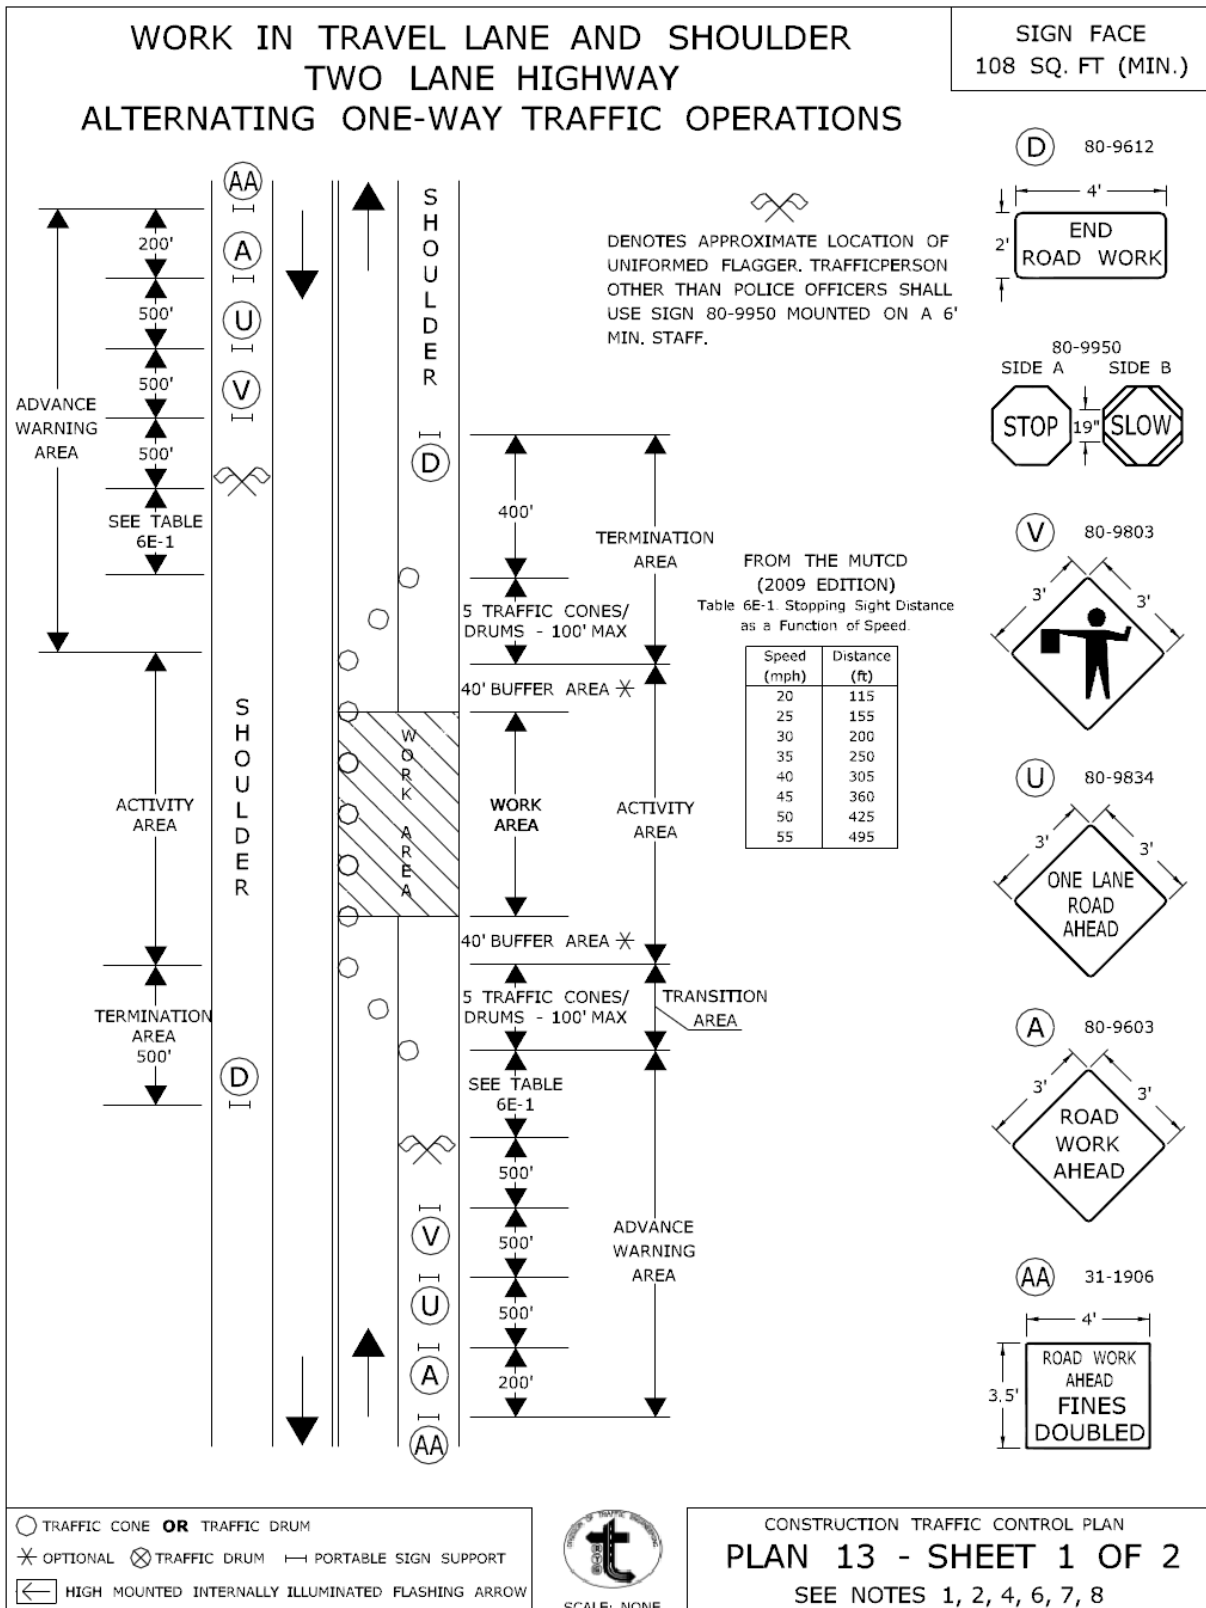 WORK IN TRAVEL LANE AND SHOULDER
TWO LANE HIGHWAY
ALTERNATING ONE-WAY TRAFFIC OPERATIONS
SIGN FACE
108 SQ. FT (MIN.)
AA
A
U
V
200'
500'
500'
500'
SEE TABLE
6E-1
ADVANCE
WARNING
AREA
SHOULDER
ACTIVITY
AREA
TERMINATION
AREA
500'
D
SHOULDER
D
400'
TERMINATION
AREA
5 TRAFFIC CONES/
DRUMS - 100' MAX
40' BUFFER AREA
WORK AREA
WORK
AREA
ACTIVITY
AREA
40' BUFFER AREA
5 TRAFFIC CONES/
DRUMS - 100' MAX
TRANSITION
AREA
SEE TABLE
6E-1
500'
500'
500'
200'
V
U
A
AA
ADVANCE
WARNING
AREA
DENOTES APPROXIMATE LOCATION OF
UNIFORMED FLAGGER. TRAFFICPERSON
OTHER THAN POLICE OFFICERS SHALL
USE SIGN 80-9950 MOUNTED ON A 6'
MIN. STAFF.
FROM THE MUTCD
(2009 EDITION)
Table 6E-1. Stopping Sight Distance
as a Function of Speed.
Speed Distance
(mph) (ft)
20 115
25 155
30 200
35 250
40 305
45 360
50 425
55 495
D 80-9612
4'
2'
END
ROAD WORK
80-9950
SIDE A SIDE B
STOP 19" SLOW
V 80-9803
3' 3'
U 80-9834
3' 3'
ONE LANE
ROAD
AHEAD
A 80-9603
3' 3'
ROAD
WORK
AHEAD
AA 31-1906
4'
3.5'
ROAD WORK
AHEAD
FINES
DOUBLED
TRAFFIC CONE OR TRAFFIC DRUM
OPTIONAL TRAFFIC DRUM PORTABLE SIGN SUPPORT
HIGH MOUNTED INTERNALLY ILLUMINATED FLASHING ARROW
DIVISION OF TRAFFIC ENGINEERING
SCALE: NONE
CONSTRUCTION TRAFFIC CONTROL PLAN
PLAN 13 - SHEET 1 OF 2
SEE NOTES 1, 2, 4, 6, 7, 8